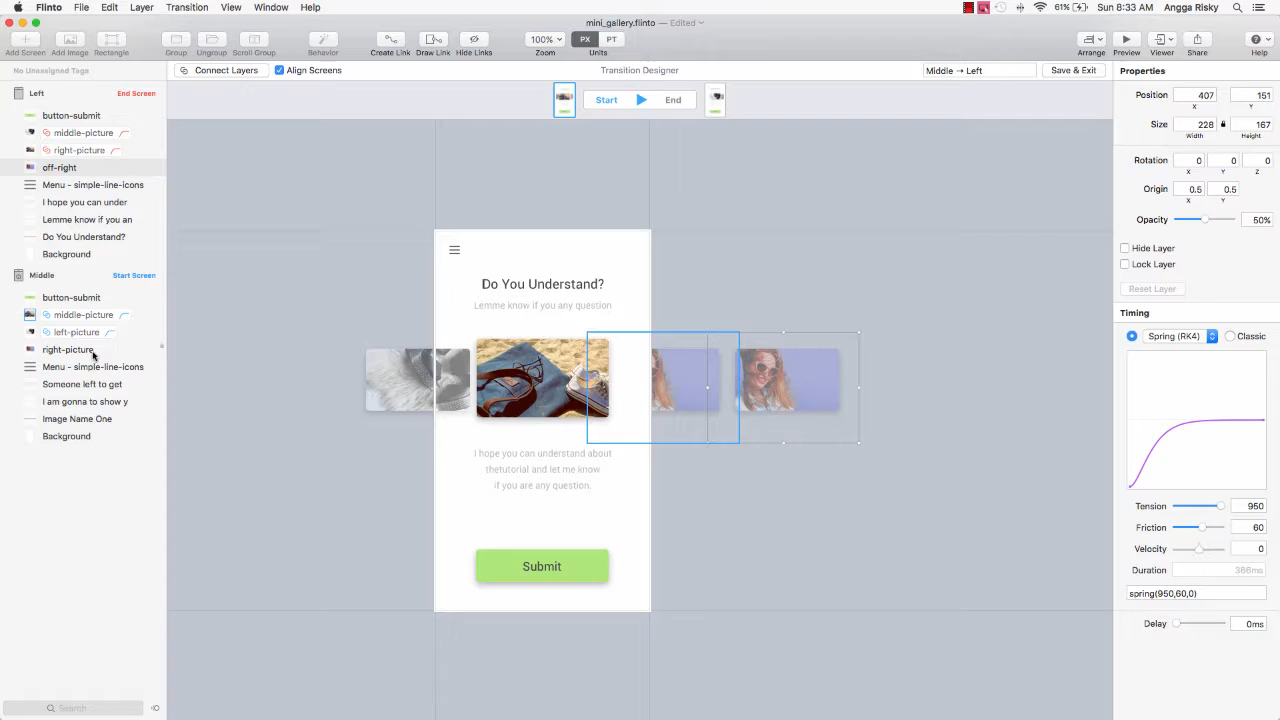 Flinto File Edit Layer Transition View Window Help
61% Sun 8:33 AM Angga Risky
mini_gallery.flinto — Edited
Add Screen Add Image Rectangle Group Ungroup Scroll Group Behavior Create Link Draw Link Hide Links 100% Zoom PX PT Units Arrange Preview Viewer Share Help
No Unassigned Tags
Connect Layers Align Screens Transition Designer Middle → Left Save & Exit
Start End
Left End Screen
button-submit
middle-picture
right-picture
off-right
Menu - simple-line-icons
I hope you can under
Lemme know if you an
Do You Understand?
Background
Middle Start Screen
button-submit
middle-picture
left-picture
right-picture
Menu - simple-line-icons
Someone left to get
I am gonna to show y
Image Name One
Background
Search
Do You Understand?
Lemme know if you any question
I hope you can understand about
thetutorial and let me know
if you are any question.
Submit
Properties
Position 407 151
X Y
Size 228 167
Width Height
Rotation 0 0 0
X Y Z
Origin 0.5 0.5
X Y
Opacity 50%
Hide Layer
Lock Layer
Reset Layer
Timing
Spring (RK4) Classic
Tension 950
Friction 60
Velocity 0
Duration 366ms
spring(950,60,0)
Delay 0ms